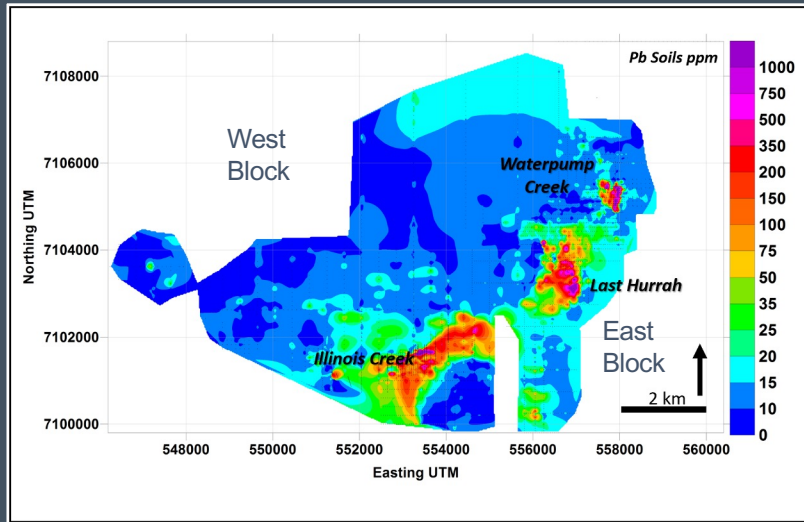 Pb Soils ppm
7108000
7106000
7104000
7102000
7100000
Northing UTM
West
Block
Waterpump
Creek
Last Hurrah
East
Block
Illinois Creek
2 km
548000
550000
552000
554000
556000
558000
560000
Easting UTM
1000
750
500
350
200
150
100
75
50
35
25
20
15
10
0